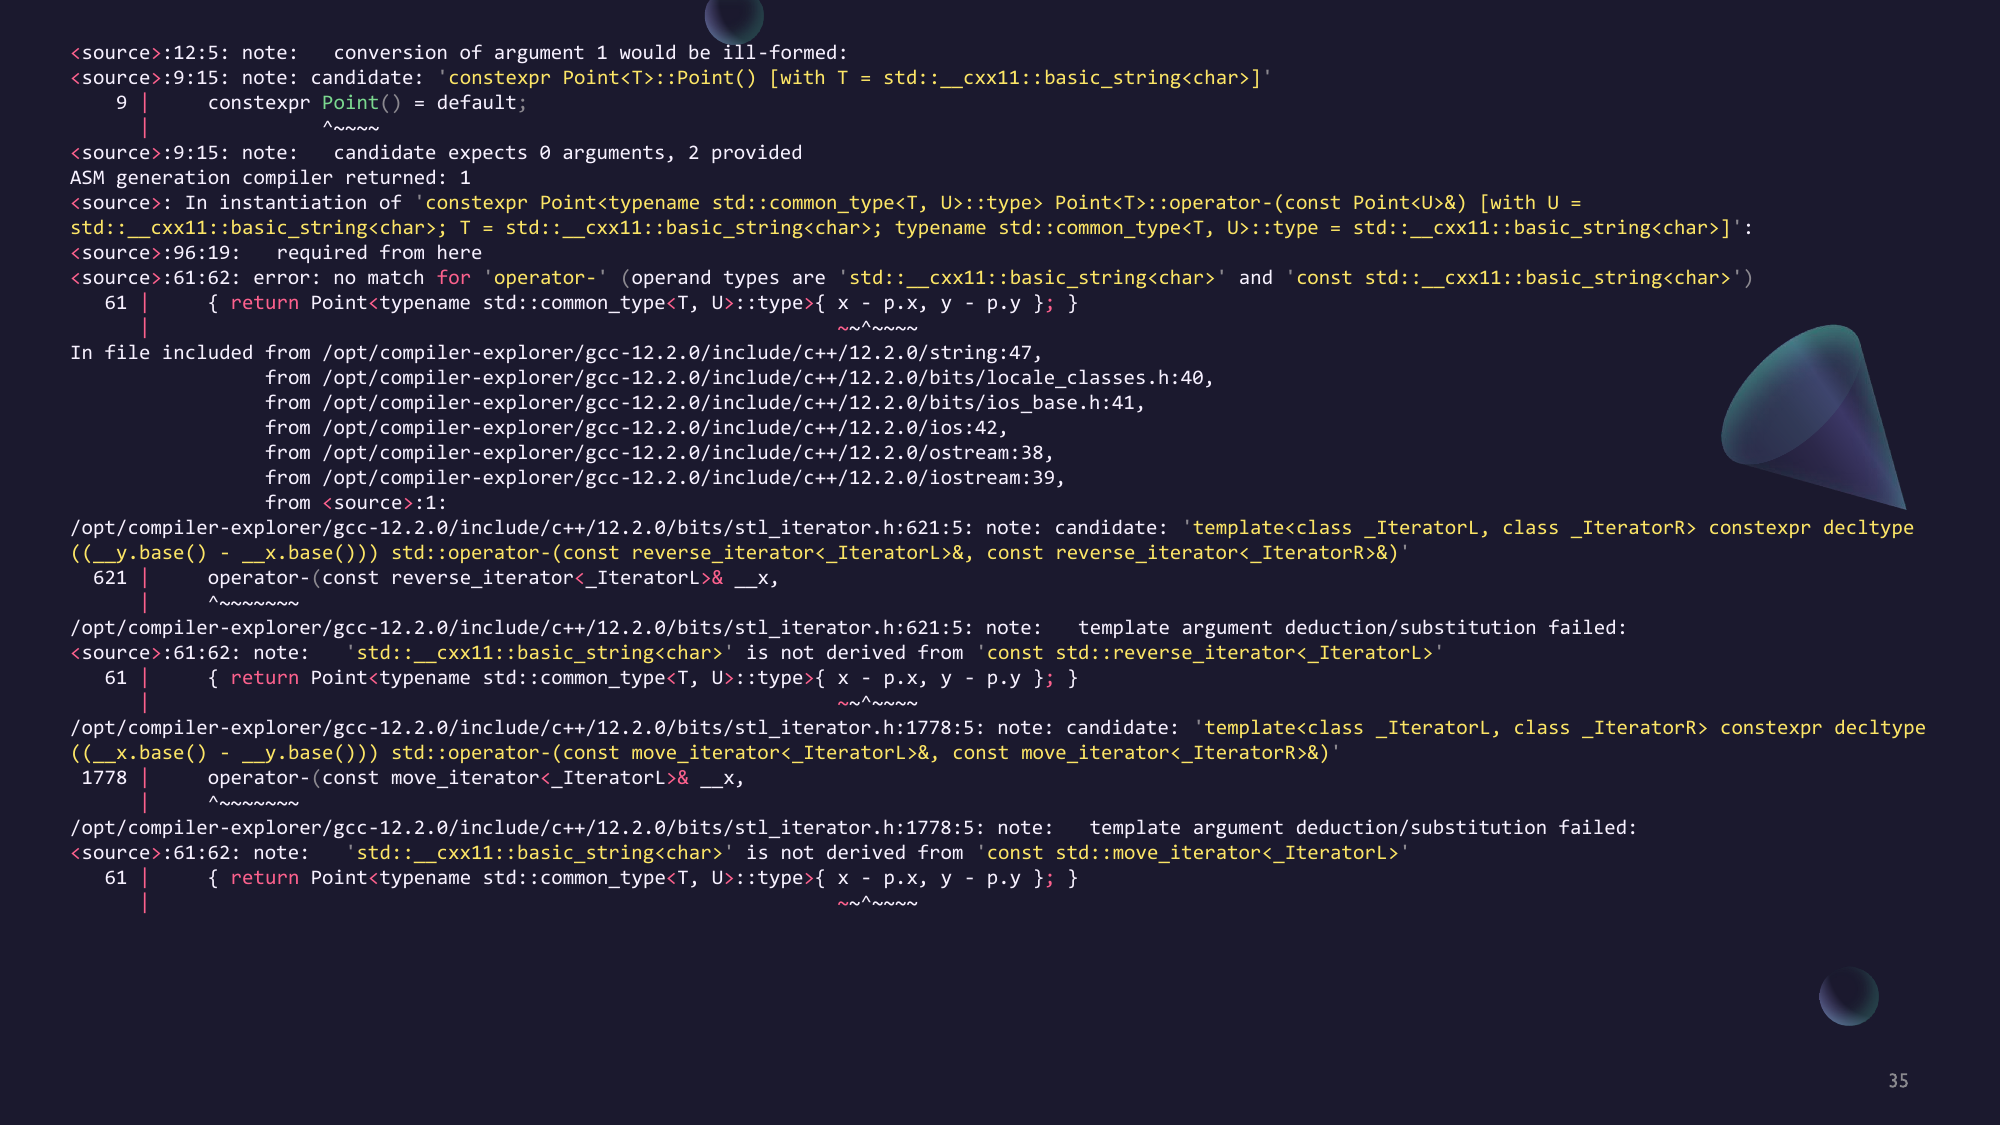 <source>:12:5: note:   conversion of argument 1 would be ill-formed:
<source>:9:15: note: candidate: 'constexpr Point<T>::Point() [with T = std::__cxx11::basic_string<char>]'
    9 |     constexpr Point() = default;
      |               ^~~~~
<source>:9:15: note:   candidate expects 0 arguments, 2 provided
ASM generation compiler returned: 1
<source>: In instantiation of 'constexpr Point<typename std::common_type<T, U>::type> Point<T>::operator-(const Point<U>&) [with U =
std::__cxx11::basic_string<char>; T = std::__cxx11::basic_string<char>; typename std::common_type<T, U>::type = std::__cxx11::basic_string<char>]':
<source>:96:19:   required from here
<source>:61:62: error: no match for 'operator-' (operand types are 'std::__cxx11::basic_string<char>' and 'const std::__cxx11::basic_string<char>')
   61 |     { return Point<typename std::common_type<T, U>::type>{ x - p.x, y - p.y }; }
      |                                                            ~~^~~~~
In file included from /opt/compiler-explorer/gcc-12.2.0/include/c++/12.2.0/string:47,
                 from /opt/compiler-explorer/gcc-12.2.0/include/c++/12.2.0/bits/locale_classes.h:40,
                 from /opt/compiler-explorer/gcc-12.2.0/include/c++/12.2.0/bits/ios_base.h:41,
                 from /opt/compiler-explorer/gcc-12.2.0/include/c++/12.2.0/ios:42,
                 from /opt/compiler-explorer/gcc-12.2.0/include/c++/12.2.0/ostream:38,
                 from /opt/compiler-explorer/gcc-12.2.0/include/c++/12.2.0/iostream:39,
                 from <source>:1:
/opt/compiler-explorer/gcc-12.2.0/include/c++/12.2.0/bits/stl_iterator.h:621:5: note: candidate: 'template<class _IteratorL, class _IteratorR> constexpr decltype
((__y.base() - __x.base())) std::operator-(const reverse_iterator<_IteratorL>&, const reverse_iterator<_IteratorR>&)'
  621 |     operator-(const reverse_iterator<_IteratorL>& __x,
      |     ^~~~~~~~
/opt/compiler-explorer/gcc-12.2.0/include/c++/12.2.0/bits/stl_iterator.h:621:5: note:   template argument deduction/substitution failed:
<source>:61:62: note:   'std::__cxx11::basic_string<char>' is not derived from 'const std::reverse_iterator<_IteratorL>'
   61 |     { return Point<typename std::common_type<T, U>::type>{ x - p.x, y - p.y }; }
      |                                                            ~~^~~~~
/opt/compiler-explorer/gcc-12.2.0/include/c++/12.2.0/bits/stl_iterator.h:1778:5: note: candidate: 'template<class _IteratorL, class _IteratorR> constexpr decltype
((__x.base() - __y.base())) std::operator-(const move_iterator<_IteratorL>&, const move_iterator<_IteratorR>&)'
 1778 |     operator-(const move_iterator<_IteratorL>& __x,
      |     ^~~~~~~~
/opt/compiler-explorer/gcc-12.2.0/include/c++/12.2.0/bits/stl_iterator.h:1778:5: note:   template argument deduction/substitution failed:
<source>:61:62: note:   'std::__cxx11::basic_string<char>' is not derived from 'const std::move_iterator<_IteratorL>'
   61 |     { return Point<typename std::common_type<T, U>::type>{ x - p.x, y - p.y }; }
      |                                                            ~~^~~~~
35